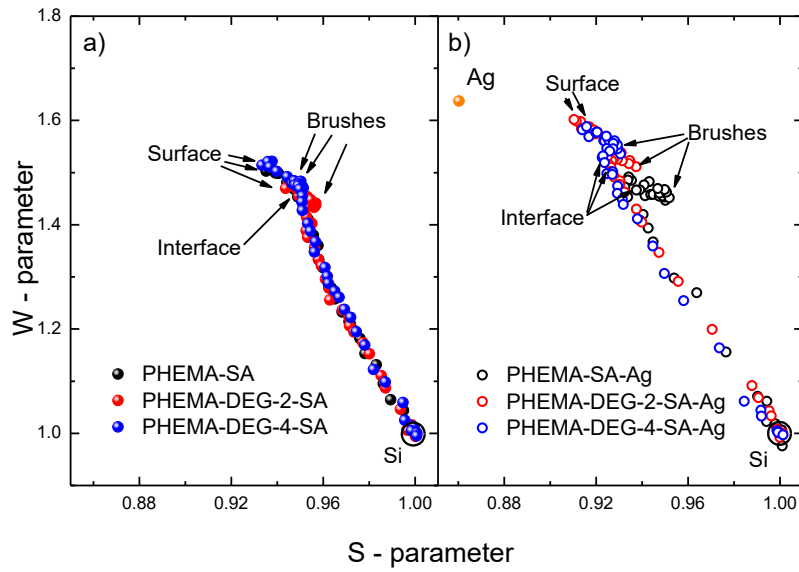 a)
Surface
Brushes
Interface
PHEMA-SA
PHEMA-DEG-2-SA
PHEMA-DEG-4-SA
Si
b)
Ag
Surface
Brushes
Interface
PHEMA-SA-Ag
PHEMA-DEG-2-SA-Ag
PHEMA-DEG-4-SA-Ag
Si
W - parameter
1.8
1.6
1.4
1.2
1.0
0.88 0.92 0.96 1.00
0.88 0.92 0.96 1.00
S - parameter